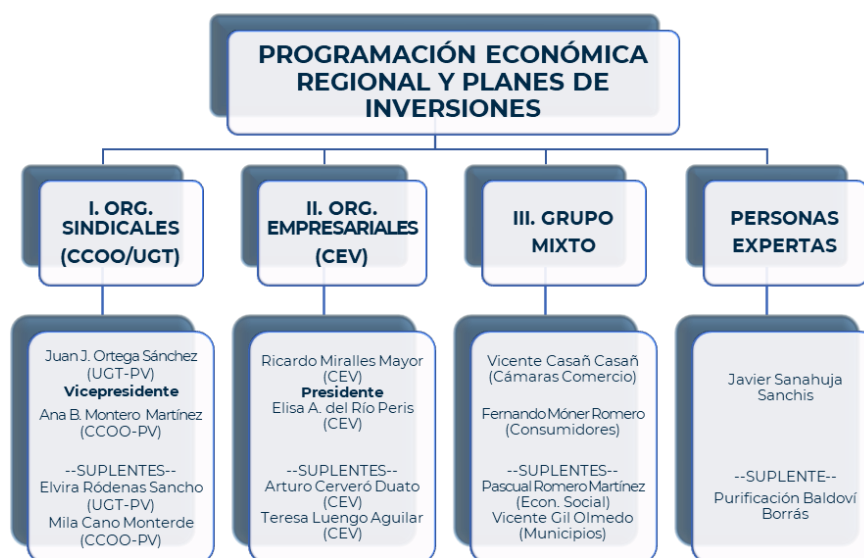 PROGRAMACIÓN ECONÓMICA
REGIONAL Y PLANES DE
INVERSIONES
I. ORG.
SINDICALES
(CCOO/UGT)
II. ORG.
EMPRESARIALES
(CEV)
III. GRUPO
MIXTO
PERSONAS
EXPERTAS
Juan J. Ortega Sánchez
(UGT-PV)
Vicepresidente
Ana B. Montero Martínez
(CCOO-PV)
--SUPLENTES--
Elvira Ródenas Sancho
(UGT-PV)
Mila Cano Monterde
(CCOO-PV)
Ricardo Miralles Mayor
(CEV)
Presidente
Elisa A. del Río Peris
(CEV)
--SUPLENTES--
Arturo Cerveró Duato
(CEV)
Teresa Luengo Aguilar
(CEV)
Vicente Casañ Casañ
(Cámaras Comercio)
Fernando Móner Romero
(Consumidores)
--SUPLENTES--
Pascual Romero Martínez
(Econ. Social)
Vicente Gil Olmedo
(Municipios)
Javier Sanahuja
Sanchis
--SUPLENTE--
Purificación Baldoví
Borrás